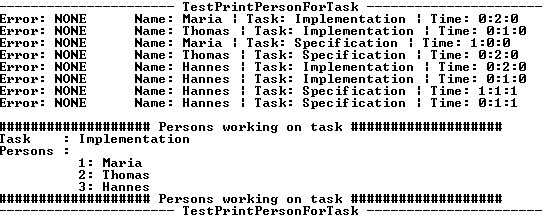 ---------------------- TestPrintPersonForTask ----------------------
Error: NONE      Name: Maria ¦ Task: Implementation ¦ Time: 0:2:0
Error: NONE      Name: Thomas ¦ Task: Implementation ¦ Time: 0:1:0
Error: NONE      Name: Maria ¦ Task: Specification ¦ Time: 1:0:0
Error: NONE      Name: Thomas ¦ Task: Specification ¦ Time: 0:2:0
Error: NONE      Name: Hannes ¦ Task: Implementation ¦ Time: 0:2:0
Error: NONE      Name: Hannes ¦ Task: Implementation ¦ Time: 0:1:0
Error: NONE      Name: Hannes ¦ Task: Specification ¦ Time: 1:1:1
Error: NONE      Name: Hannes ¦ Task: Specification ¦ Time: 0:1:1
################### Persons working on task ###################
Task    : Implementation
Persons :
          1: Maria
          2: Thomas
          3: Hannes
################### Persons working on task ###################
---------------------- TestPrintPersonForTask ----------------------